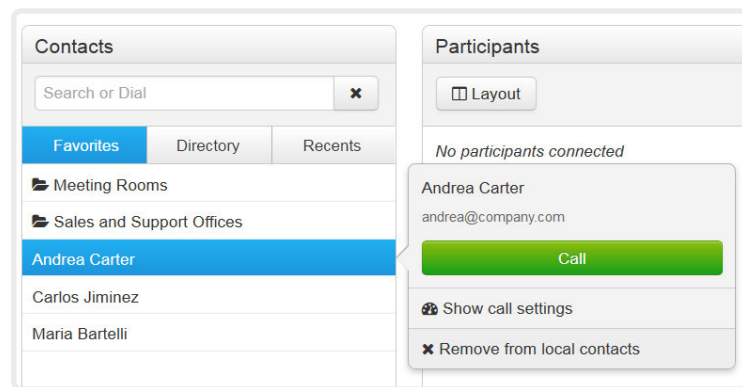 Contacts
Search or Dial
Favorites Directory Recents
Meeting Rooms
Sales and Support Offices
Andrea Carter
Carlos Jiminez
Maria Bartelli
Participants
Layout
No participants connected
Andrea Carter
andrea@company.com
Call
Show call settings
Remove from local contacts